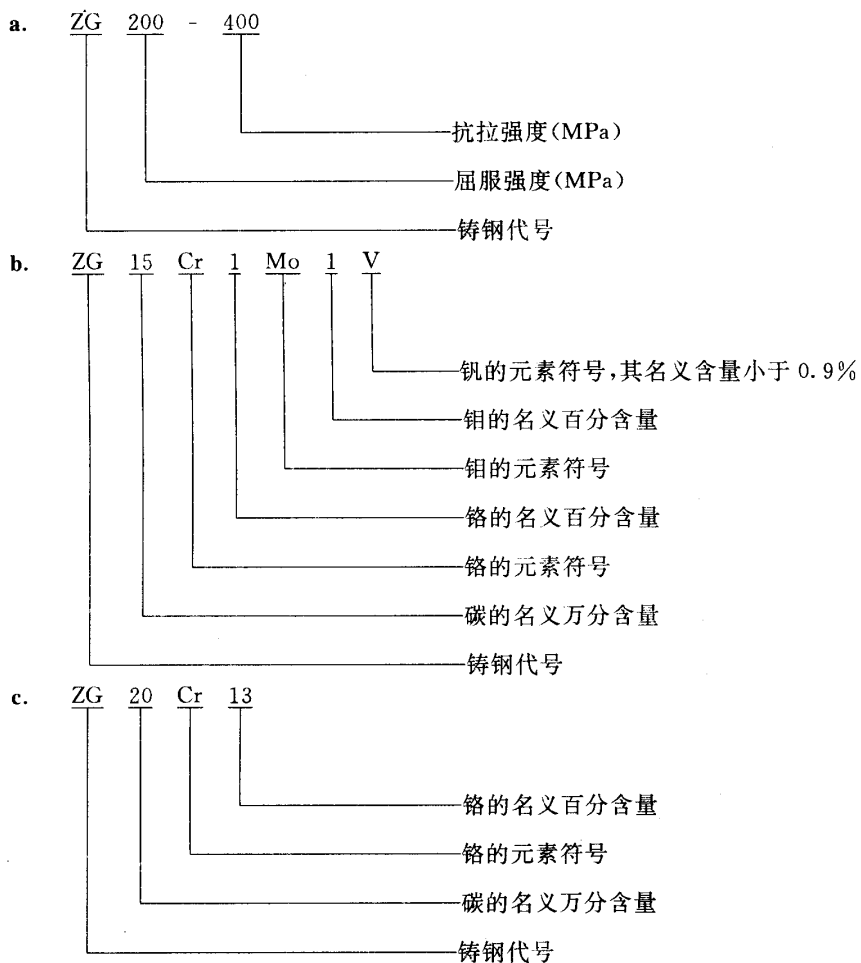 a. ZG 200 - 400
抗拉强度(MPa)
屈服强度(MPa)
铸钢代号
b. ZG 15 Cr 1 Mo 1 V
钒的元素符号,其名义含量小于 0.9%
钼的名义百分含量
钼的元素符号
铬的名义百分含量
铬的元素符号
碳的名义万分含量
铸钢代号
c. ZG 20 Cr 13
铬的名义百分含量
铬的元素符号
碳的名义万分含量
铸钢代号